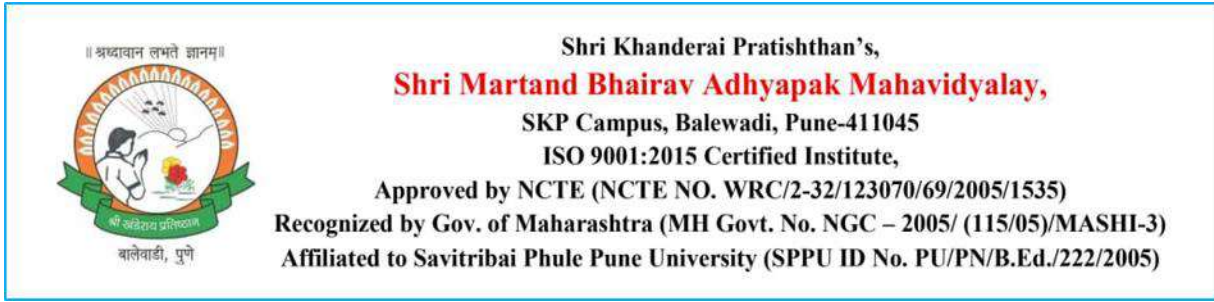 ॥ श्रध्दावान लभते ज्ञानम्॥
श्री खंडेराय प्रतिष्ठान
बालेवाडी, पुणे
Shri Khanderai Pratishthan’s,
Shri Martand Bhairav Adhyapak Mahavidyalay,
SKP Campus, Balewadi, Pune-411045
ISO 9001:2015 Certified Institute,
Approved by NCTE (NCTE NO. WRC/2-32/123070/69/2005/1535)
Recognized by Gov. of Maharashtra (MH Govt. No. NGC – 2005/ (115/05)/MASHI-3)
Affiliated to Savitribai Phule Pune University (SPPU ID No. PU/PN/B.Ed./222/2005)